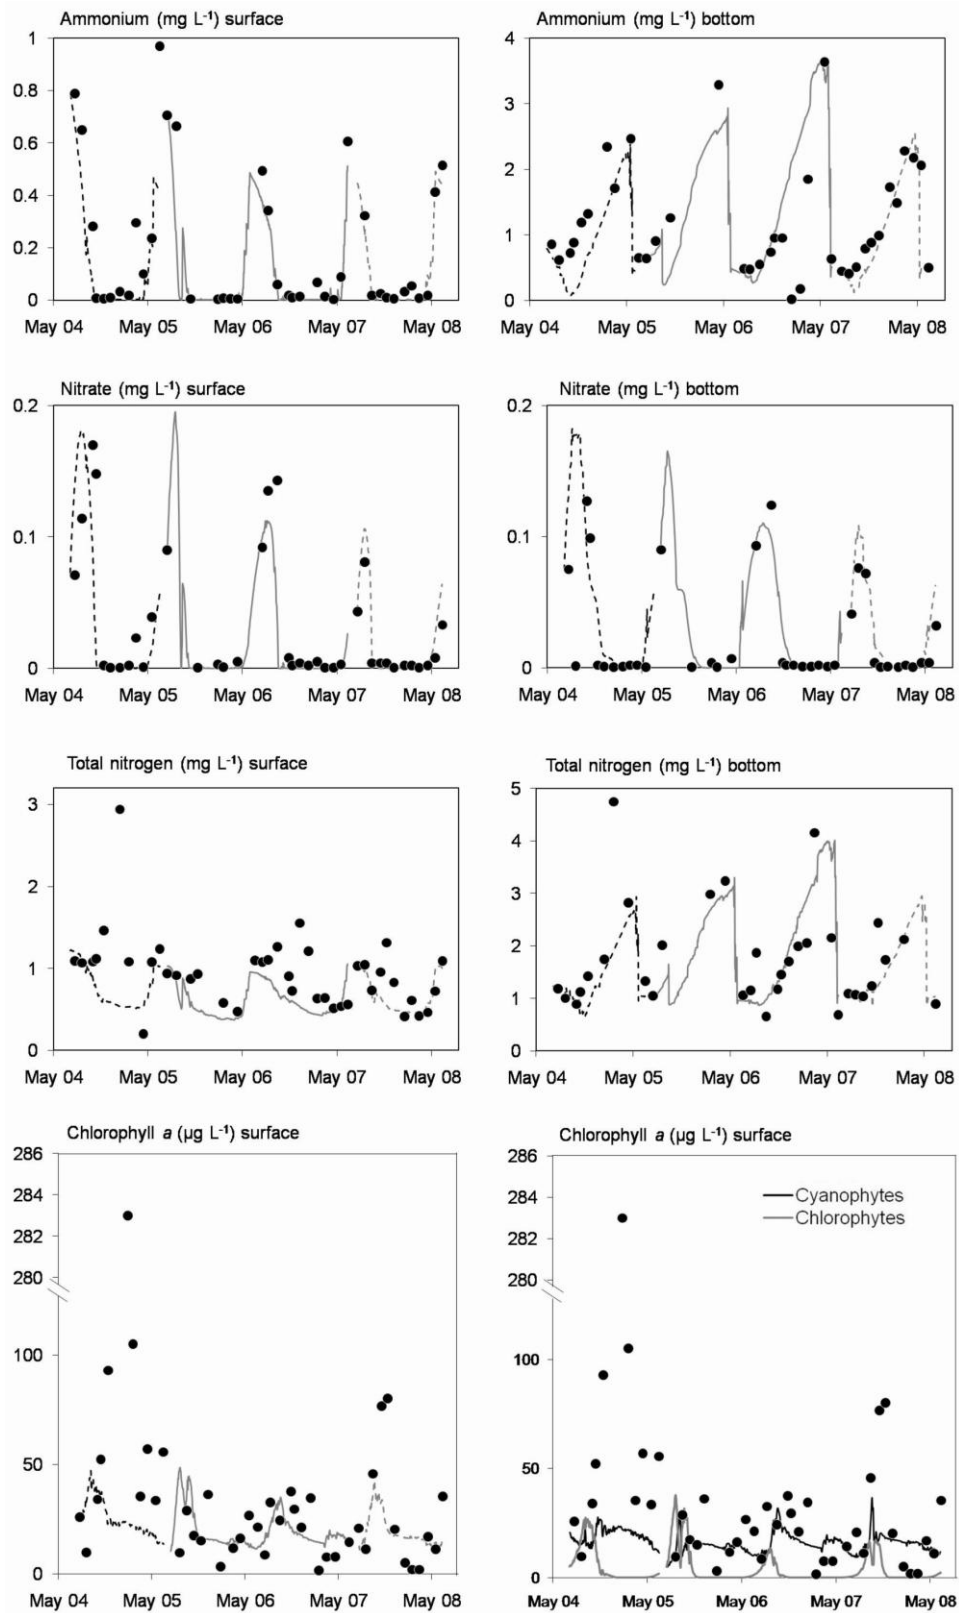 Ammonium (mg L⁻¹) surface
1
0.8
0.6
0.4
0.2
0
May 04 May 05 May 06 May 07 May 08
Ammonium (mg L⁻¹) bottom
4
3
2
1
0
May 04 May 05 May 06 May 07 May 08
Nitrate (mg L⁻¹) surface
0.2
0.1
0
May 04 May 05 May 06 May 07 May 08
Nitrate (mg L⁻¹) bottom
0.2
0.1
0
May 04 May 05 May 06 May 07 May 08
Total nitrogen (mg L⁻¹) surface
3
2
1
0
May 04 May 05 May 06 May 07 May 08
Total nitrogen (mg L⁻¹) bottom
5
4
3
2
1
0
May 04 May 05 May 06 May 07 May 08
Chlorophyll a (µg L⁻¹) surface
286
284
282
280
100
50
0
May 04 May 05 May 06 May 07 May 08
Chlorophyll a (µg L⁻¹) surface
286
284
282
280
100
50
0
Cyanophytes
Chlorophytes
May 04 May 05 May 06 May 07 May 08